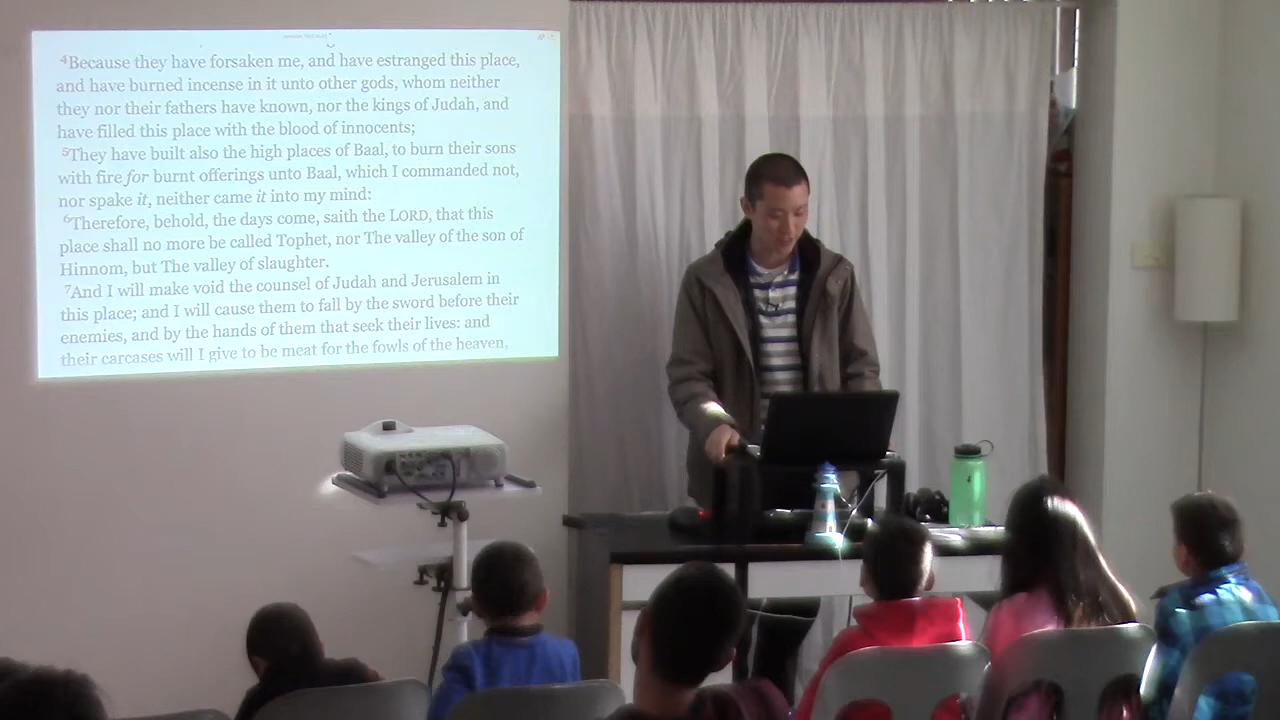 4Because they have forsaken me, and have estranged this place,
and have burned incense in it unto other gods, whom neither
they nor their fathers have known, nor the kings of Judah, and
have filled this place with the blood of innocents;
5They have built also the high places of Baal, to burn their sons
with fire for burnt offerings unto Baal, which I commanded not,
nor spake it, neither came it into my mind:
6Therefore, behold, the days come, saith the LORD, that this
place shall no more be called Tophet, nor The valley of the son of
Hinnom, but The valley of slaughter.
7And I will make void the counsel of Judah and Jerusalem in
this place; and I will cause them to fall by the sword before their
enemies, and by the hands of them that seek their lives: and
their carcases will I give to be meat for the fowls of the heaven,